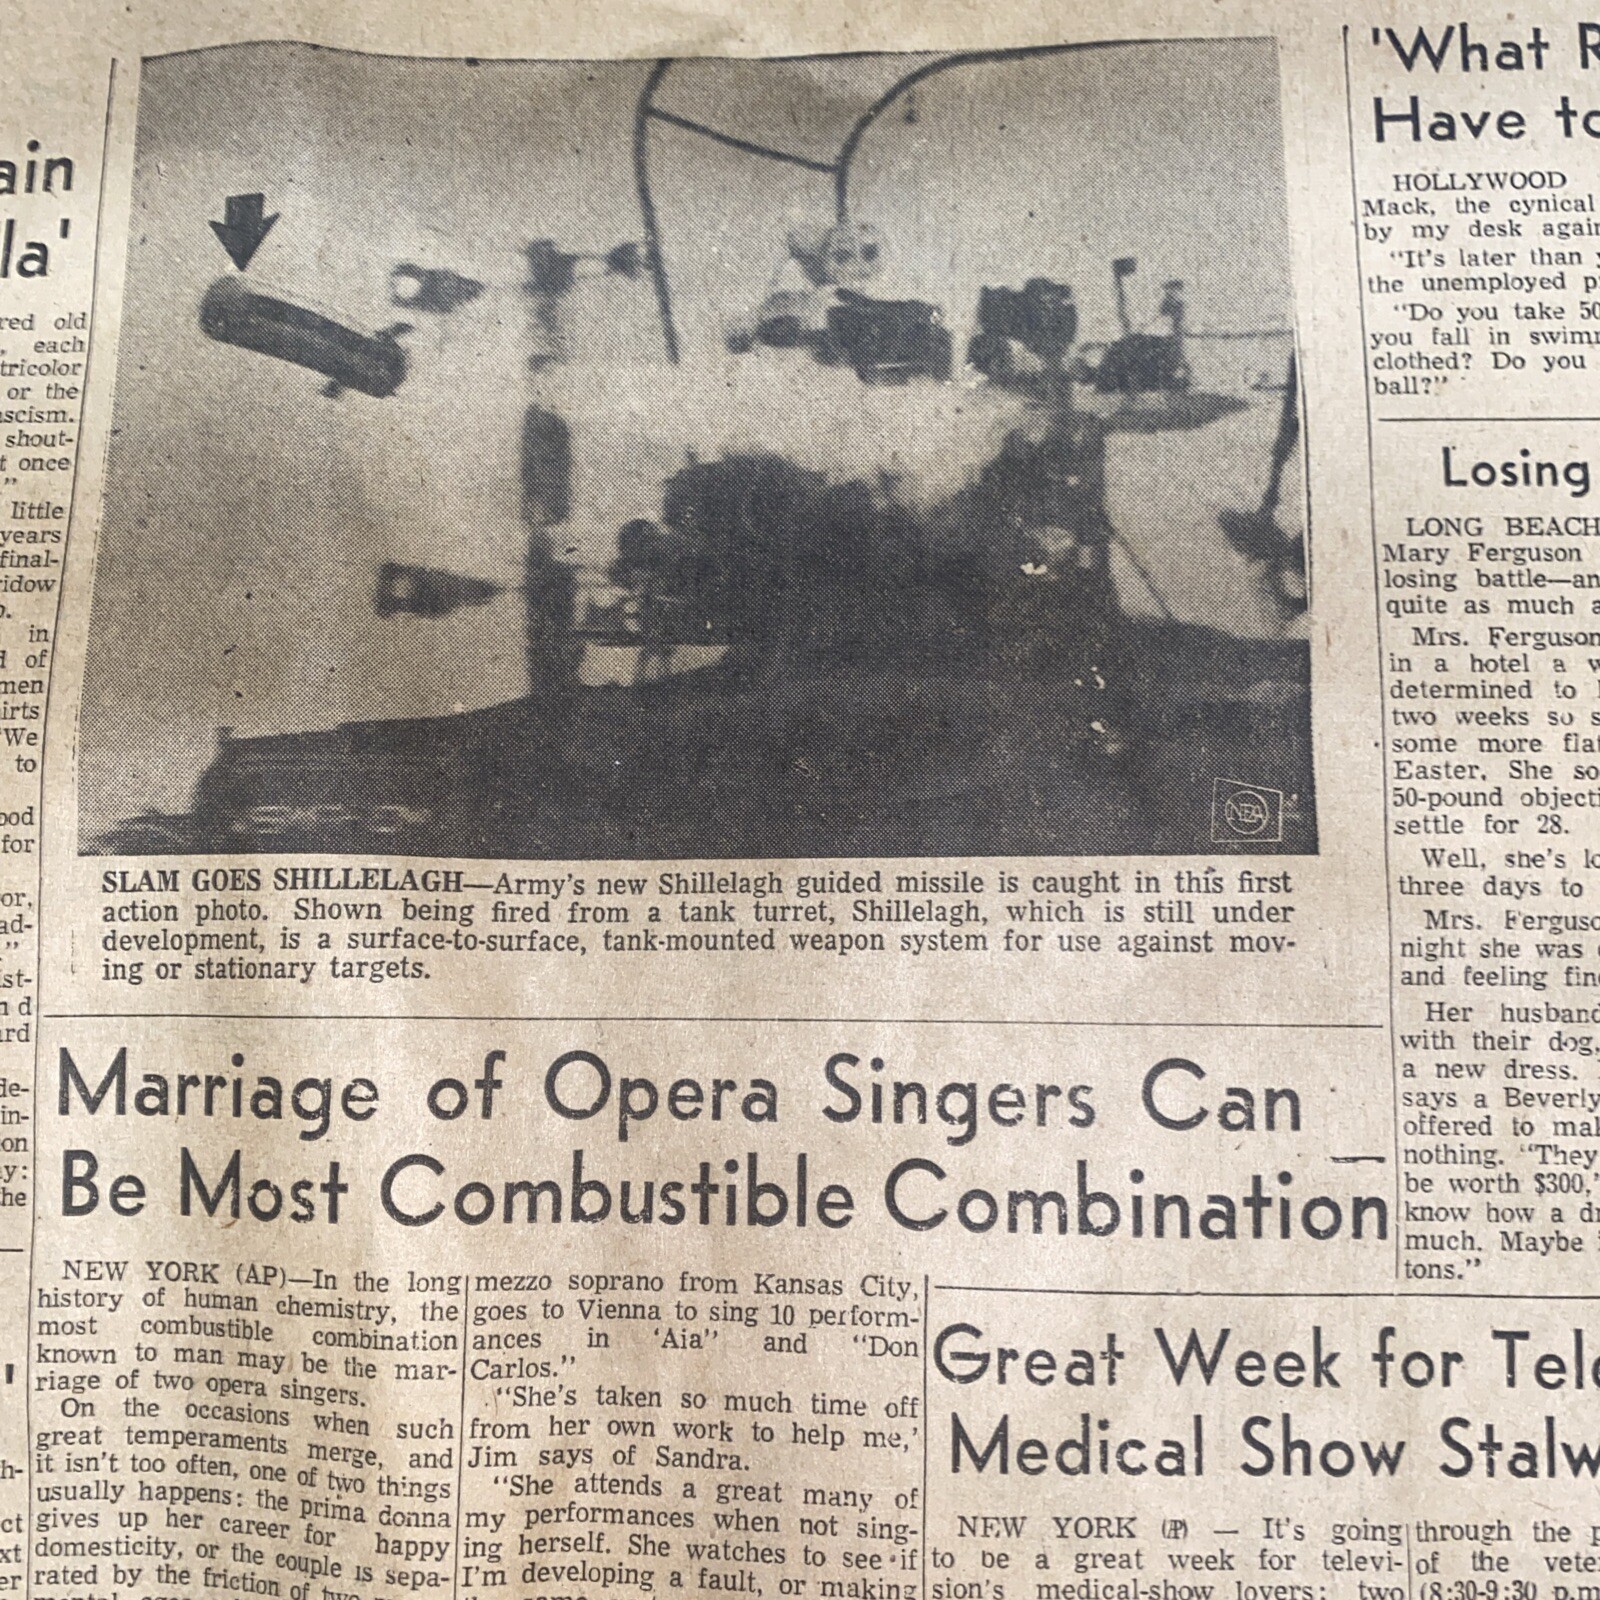 ain
la'
red old
, each
tricolor
or the
ascism.
shout-
t once
"
little
years
final-
idow
o.
in
d of
men
irts
"We
to
ood
for
or,
ad-
"
ist-
n d
ard
de-
in-
on
y:
he
'
h-
ct
xt
er
NEA
SLAM GOES SHILLELAGH—Army's new Shillelagh guided missile is caught in this first
action photo. Shown being fired from a tank turret, Shillelagh, which is still under
development, is a surface-to-surface, tank-mounted weapon system for use against mov-
ing or stationary targets.
Marriage of Opera Singers Can
Be Most Combustible Combination
NEW YORK (AP)—In the long
history of human chemistry, the
most combustible combination
known to man may be the mar-
riage of two opera singers.
On the occasions when such
great temperaments merge, and
it isn't too often, one of two things
usually happens: the prima donna
gives up her career for happy
domesticity, or the couple is sepa-
rated by the friction of two
mezzo soprano from Kansas City,
goes to Vienna to sing 10 perform-
ances in 'Aia" and "Don
Carlos."
"She's taken so much time off
from her own work to help me,'
Jim says of Sandra.
"She attends a great many of
my performances when not sing-
ing herself. She watches to see if
I'm developing a fault, or making
'What R
Have to
HOLLYWOOD
Mack, the cynical
by my desk again
"It's later than y
the unemployed p
"Do you take 50
you fall in swimm
clothed? Do you
ball?"
Losing
LONG BEACH
Mary Ferguson
losing battle—an
quite as much a
Mrs. Ferguson
in a hotel a w
determined to l
two weeks so s
some more fla
Easter. She so
50-pound objecti
settle for 28.
Well, she's lo
three days to
Mrs. Ferguso
night she was
and feeling fine
Her husband
with their dog,
a new dress.
says a Beverly
offered to mak
nothing. "They
be worth $300,"
know how a dr
much. Maybe
tons."
Great Week for Tele
Medical Show Stalw
NEW YORK (AP) — It's going
to be a great week for televi-
sion's medical-show lovers: two
through the p
of the vete
(8:30-9:30 p.m